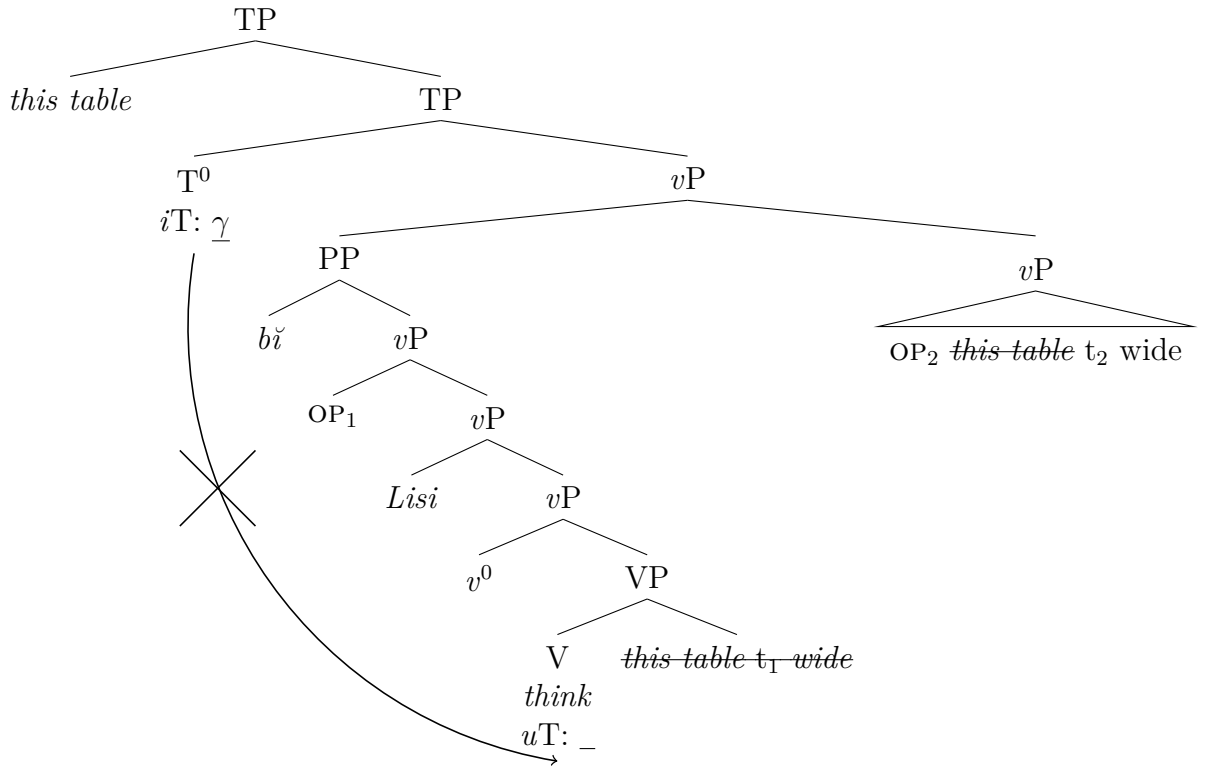 TP
this table TP
T⁰ vP
iT: γ
PP vP
bĭ vP OP₂ this table t₂ wide
OP₁ vP
Lisi vP
v⁰ VP
V this table t₁ wide
think
uT: _